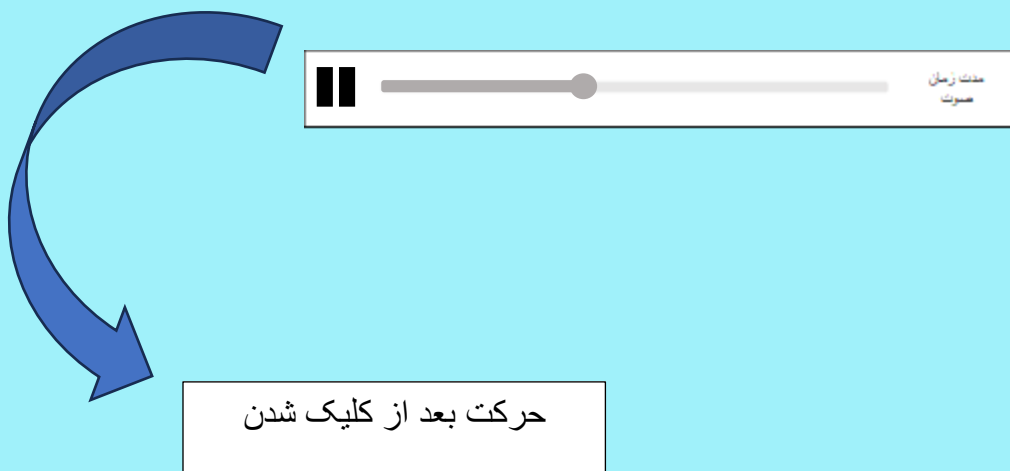 مدت زمان
صوت
حرکت بعد از کلیک شدن